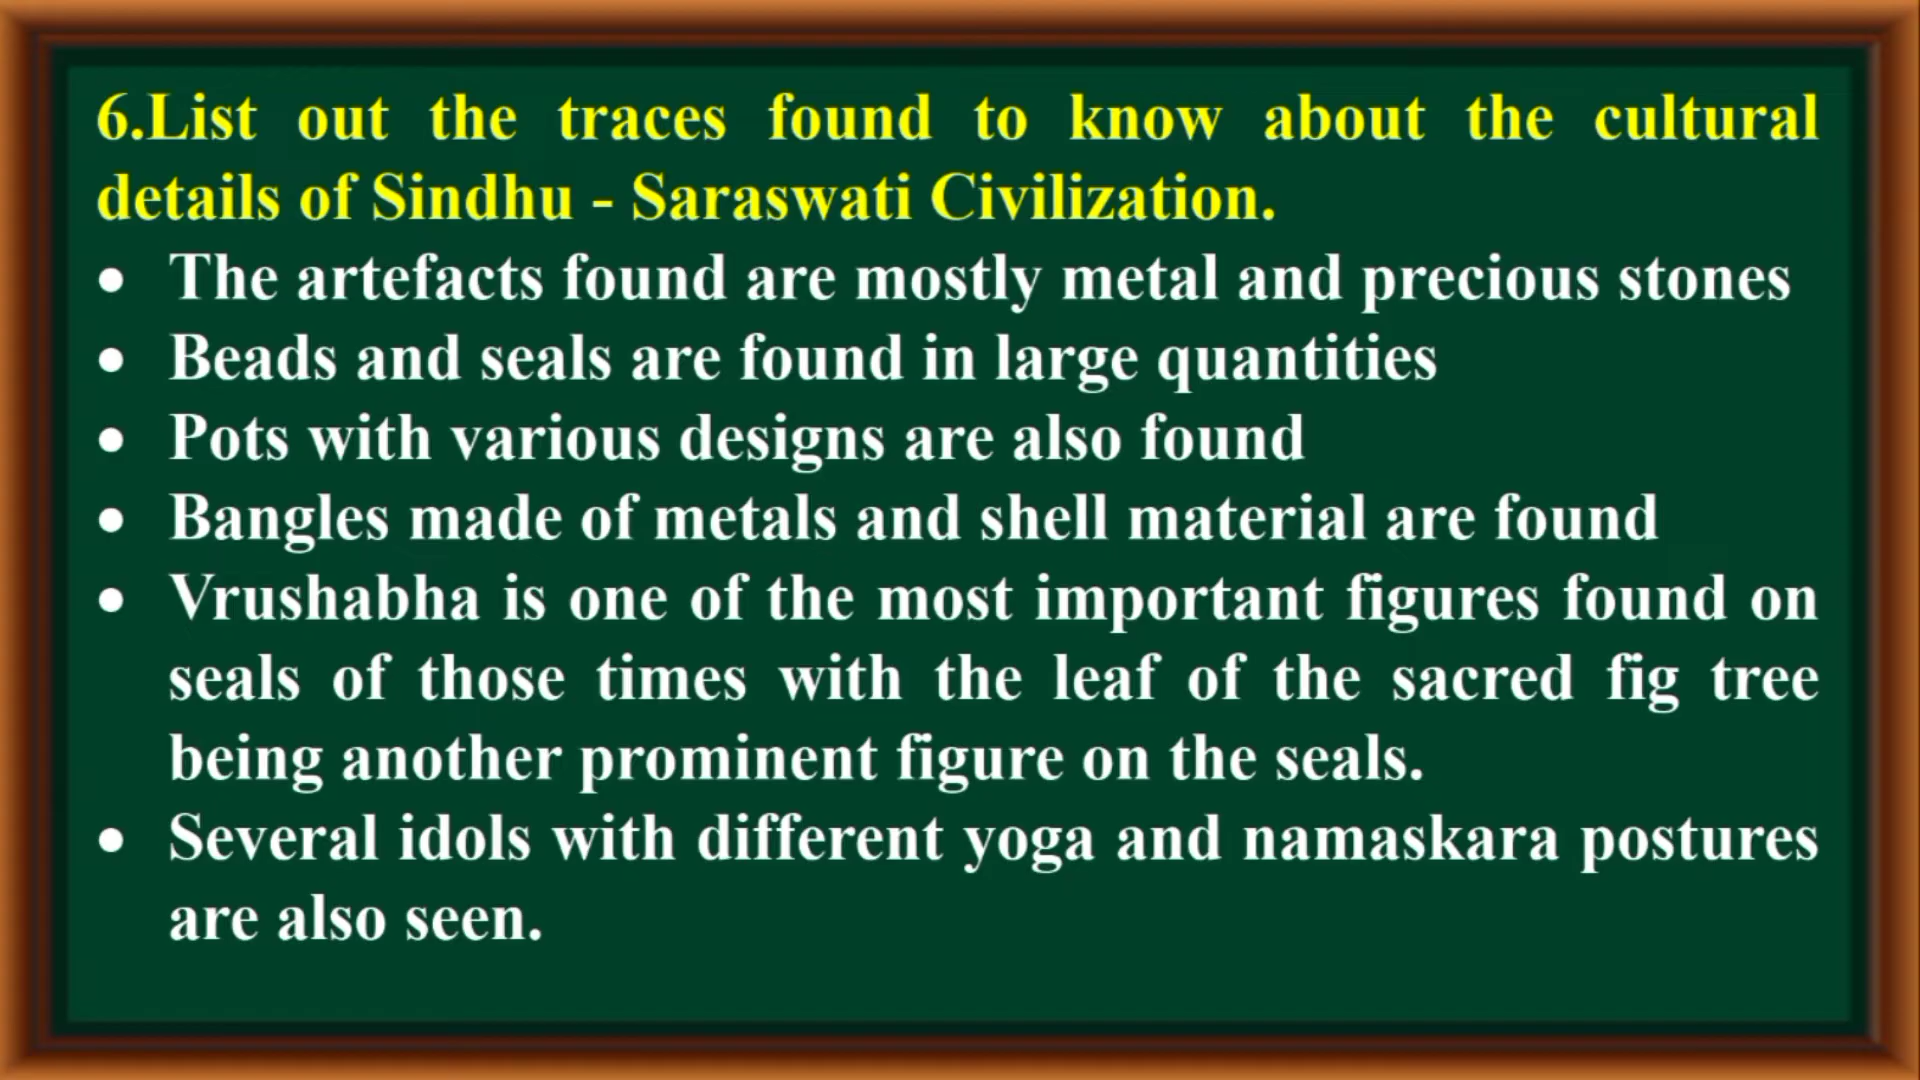 6.List out the traces found to know about the cultural
details of Sindhu - Saraswati Civilization.
• The artefacts found are mostly metal and precious stones
• Beads and seals are found in large quantities
• Pots with various designs are also found
• Bangles made of metals and shell material are found
• Vrushabha is one of the most important figures found on
seals of those times with the leaf of the sacred fig tree
being another prominent figure on the seals.
• Several idols with different yoga and namaskara postures
are also seen.